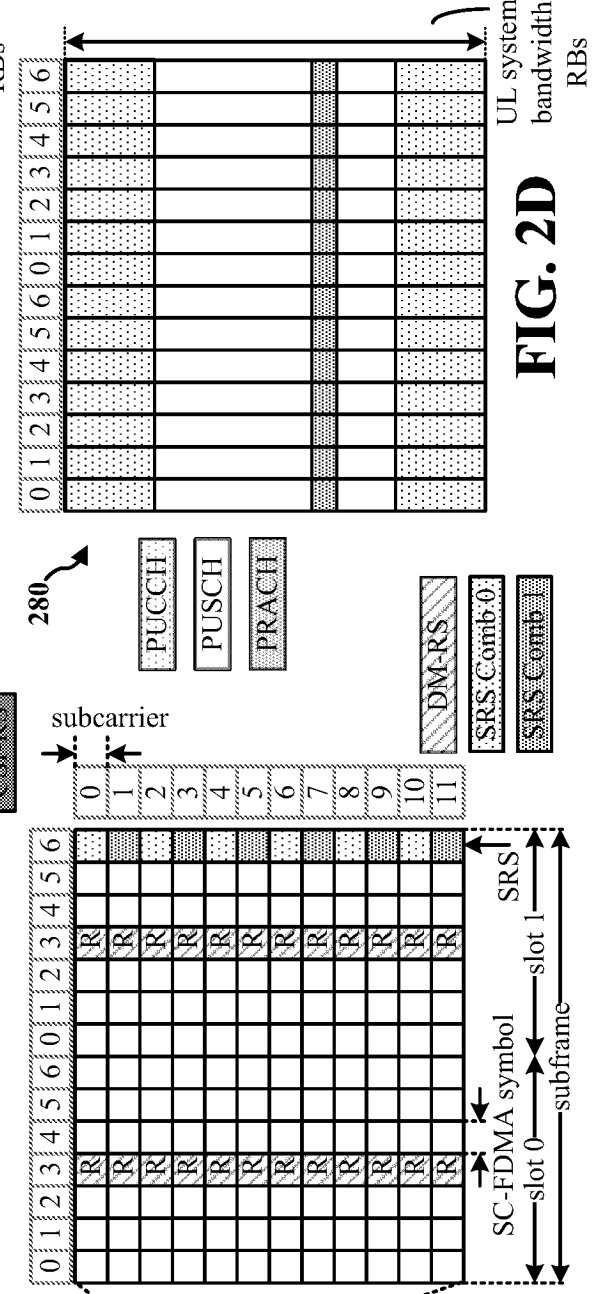 0 1 2 3 4 5 6 0 1 2 3 4 5 6
UL system
bandwidth
RBs
FIG. 2D
280
PUCCH
PUSCH
PRACH
DM-RS
SRS Comb 0
SRS Comb 1
subcarrier
0 1 2 3 4 5 6 0 1 2 3 4 5 6
0
1
2
3
4
5
6
7
8
9
10
11
R R
R R
R R
R R
R R
R R
R R
R R
R R
R R
R R
R R
SRS
SC-FDMA symbol
slot 0
slot 1
subframe